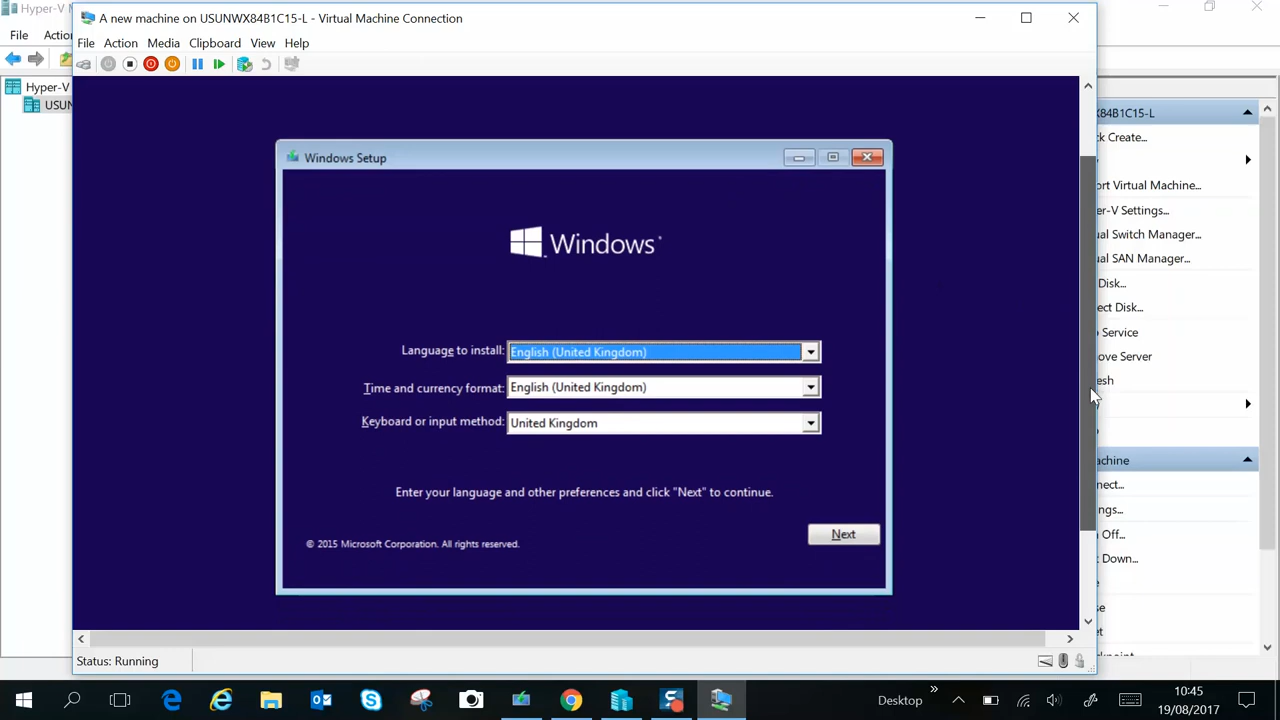 Hyper-V M
A new machine on USUNWX84B1C15-L - Virtual Machine Connection
File Actio
File Action Media Clipboard View Help
Hyper-V
USUN
Windows Setup
Windows
Language to install: English (United Kingdom)
Time and currency format: English (United Kingdom)
Keyboard or input method: United Kingdom
Enter your language and other preferences and click "Next" to continue.
Next
© 2015 Microsoft Corporation. All rights reserved.
X84B1C15-L
ck Create...
ort Virtual Machine...
er-V Settings...
ual Switch Manager...
ual SAN Manager...
Disk...
ect Disk...
Service
ove Server
esh
achine
nect...
ngs...
Off...
t Down...
se
et
Status: Running
Desktop
10:45
19/08/2017